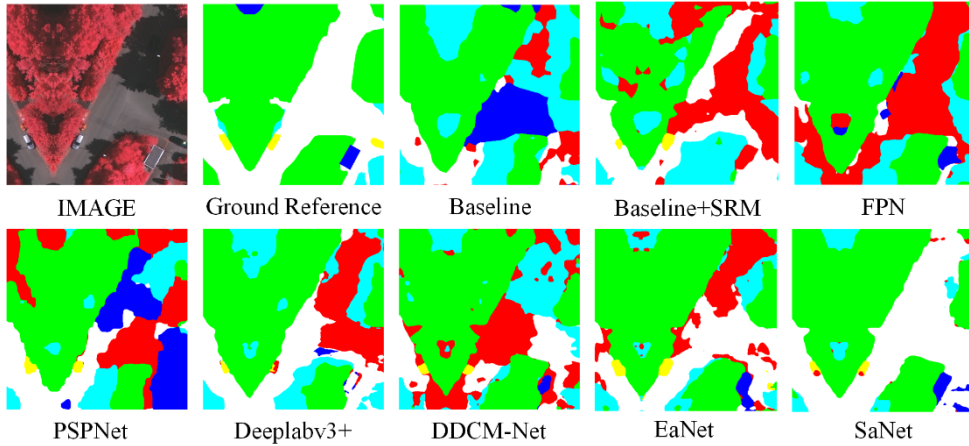 IMAGE
Ground Reference
Baseline
Baseline+SRM
FPN
PSPNet
Deeplabv3+
DDCM-Net
EaNet
SaNet